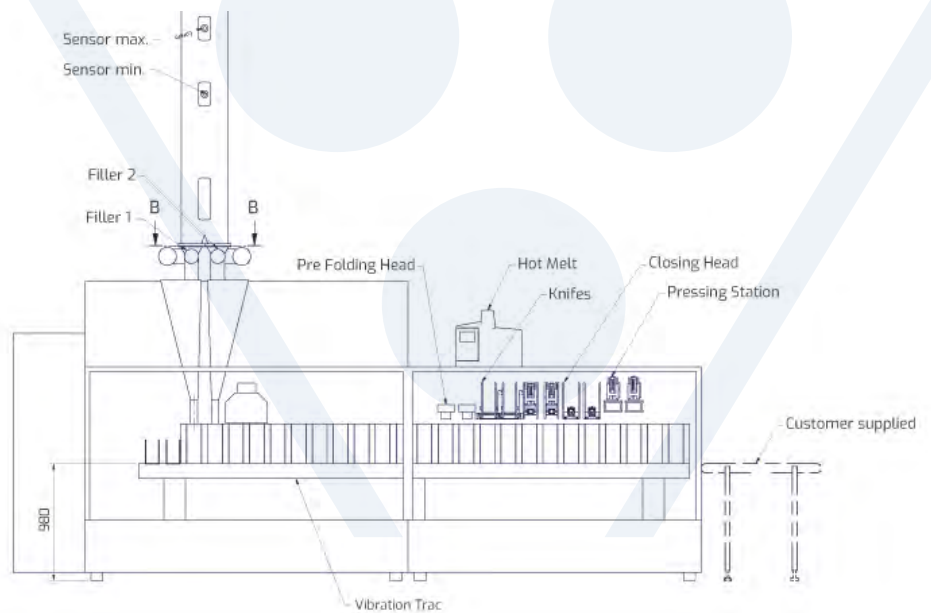 Sensor max.
Sensor min.
Filler 2
B
B
Filler 1
Pre Folding Head
Hot Melt
Closing Head
Knifes
Pressing Station
Customer supplied
980
Vibration Trac